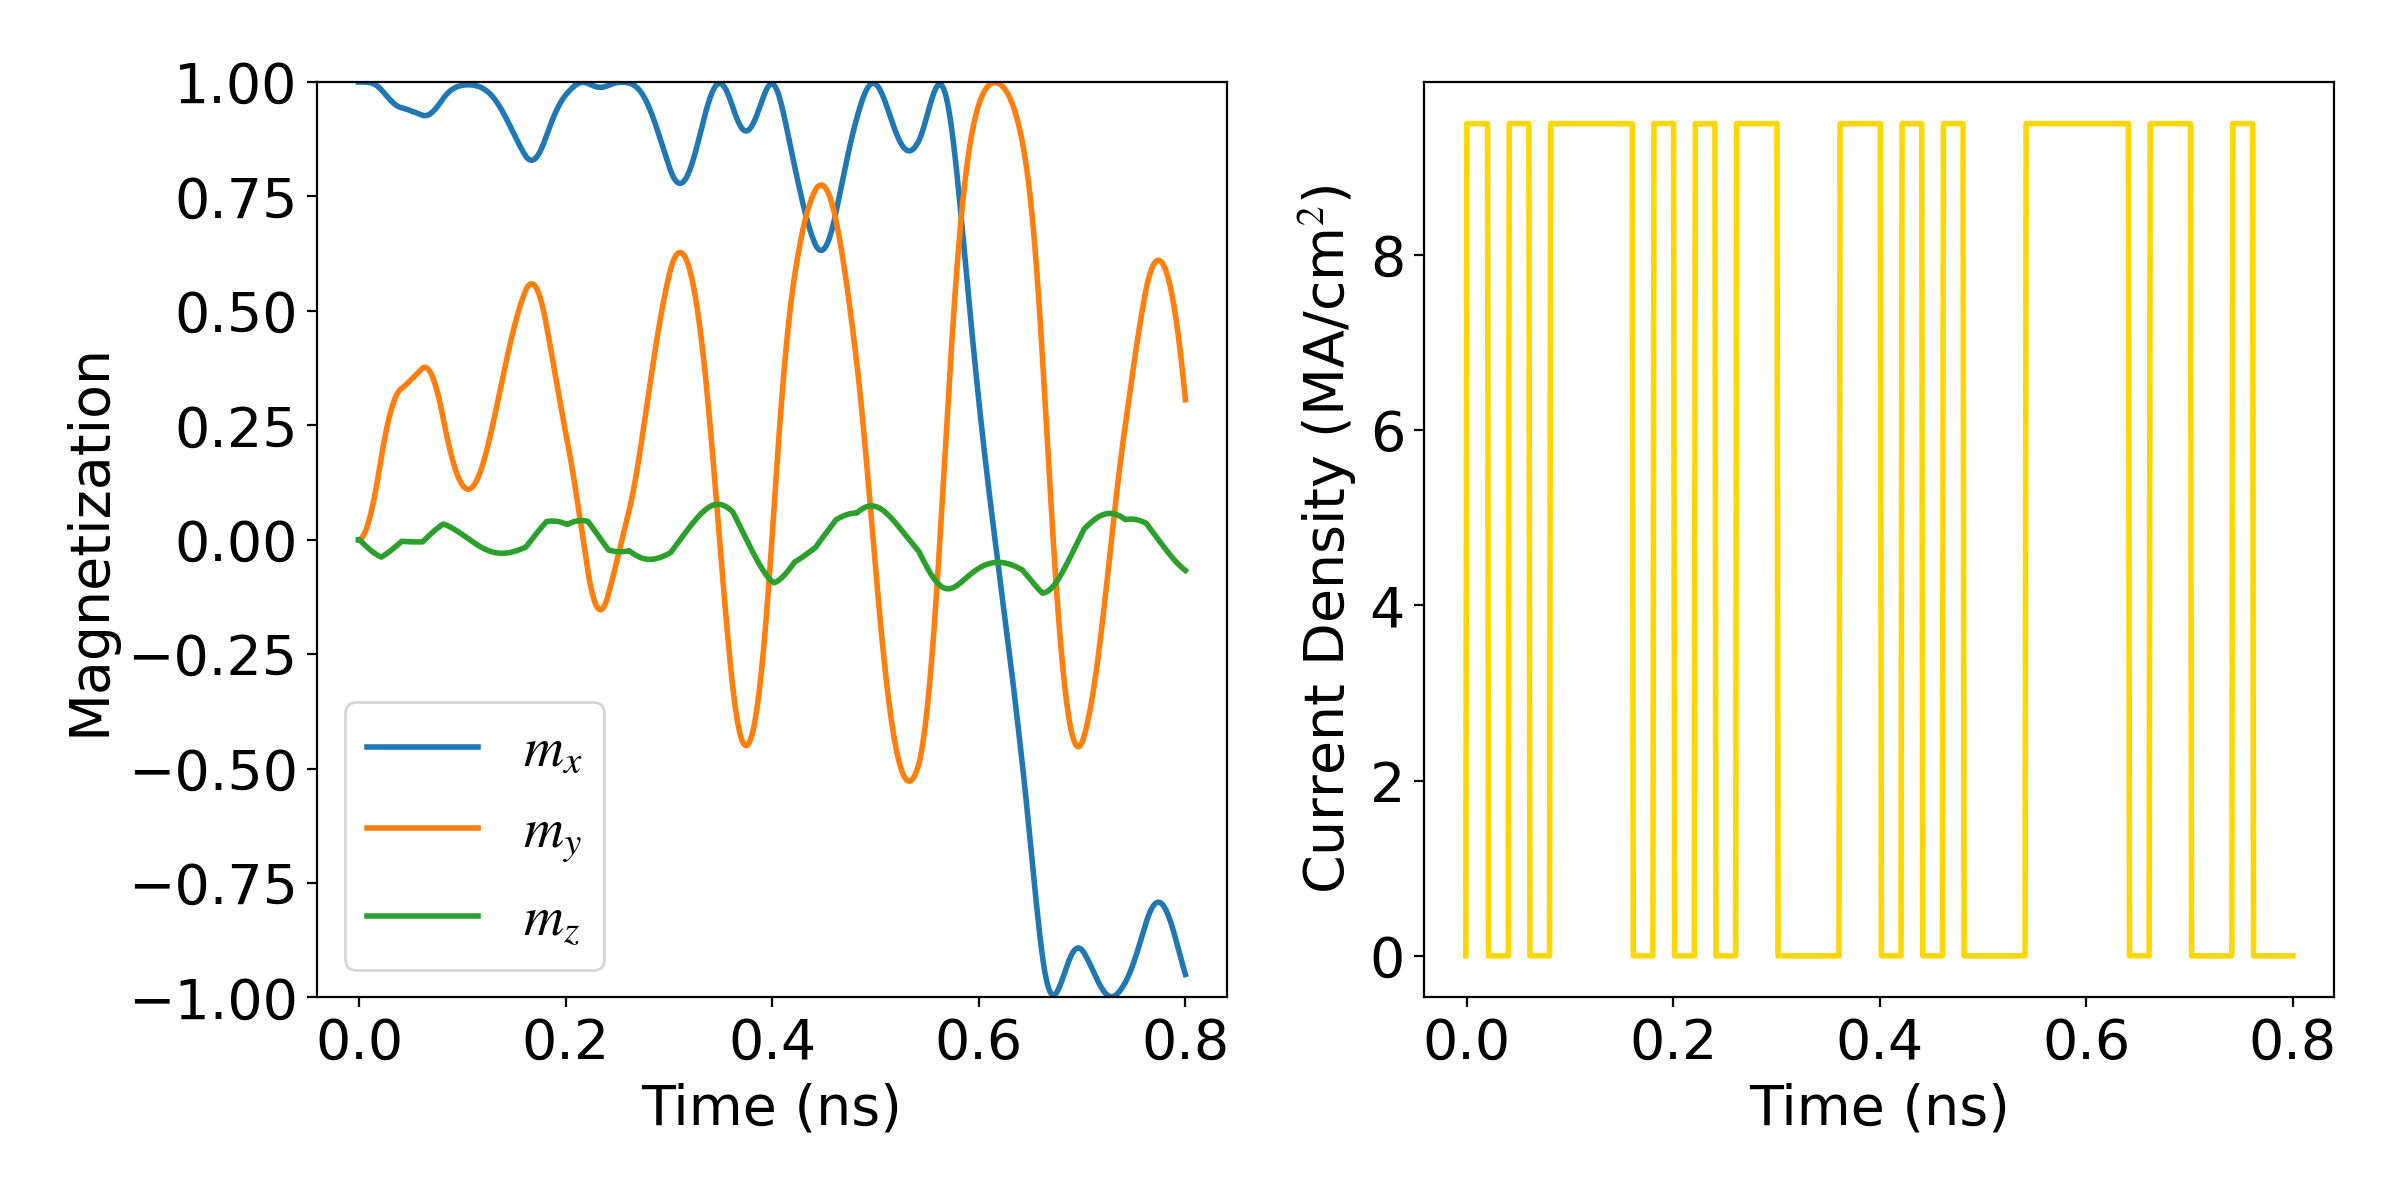 1.00
0.75
0.50
0.25
0.00
−0.25
−0.50
−0.75
−1.00
Magnetization
m_x
m_y
m_z
0.0 0.2 0.4 0.6 0.8
Time (ns)
8
6
4
2
0
Current Density (MA/cm²)
0.0 0.2 0.4 0.6 0.8
Time (ns)